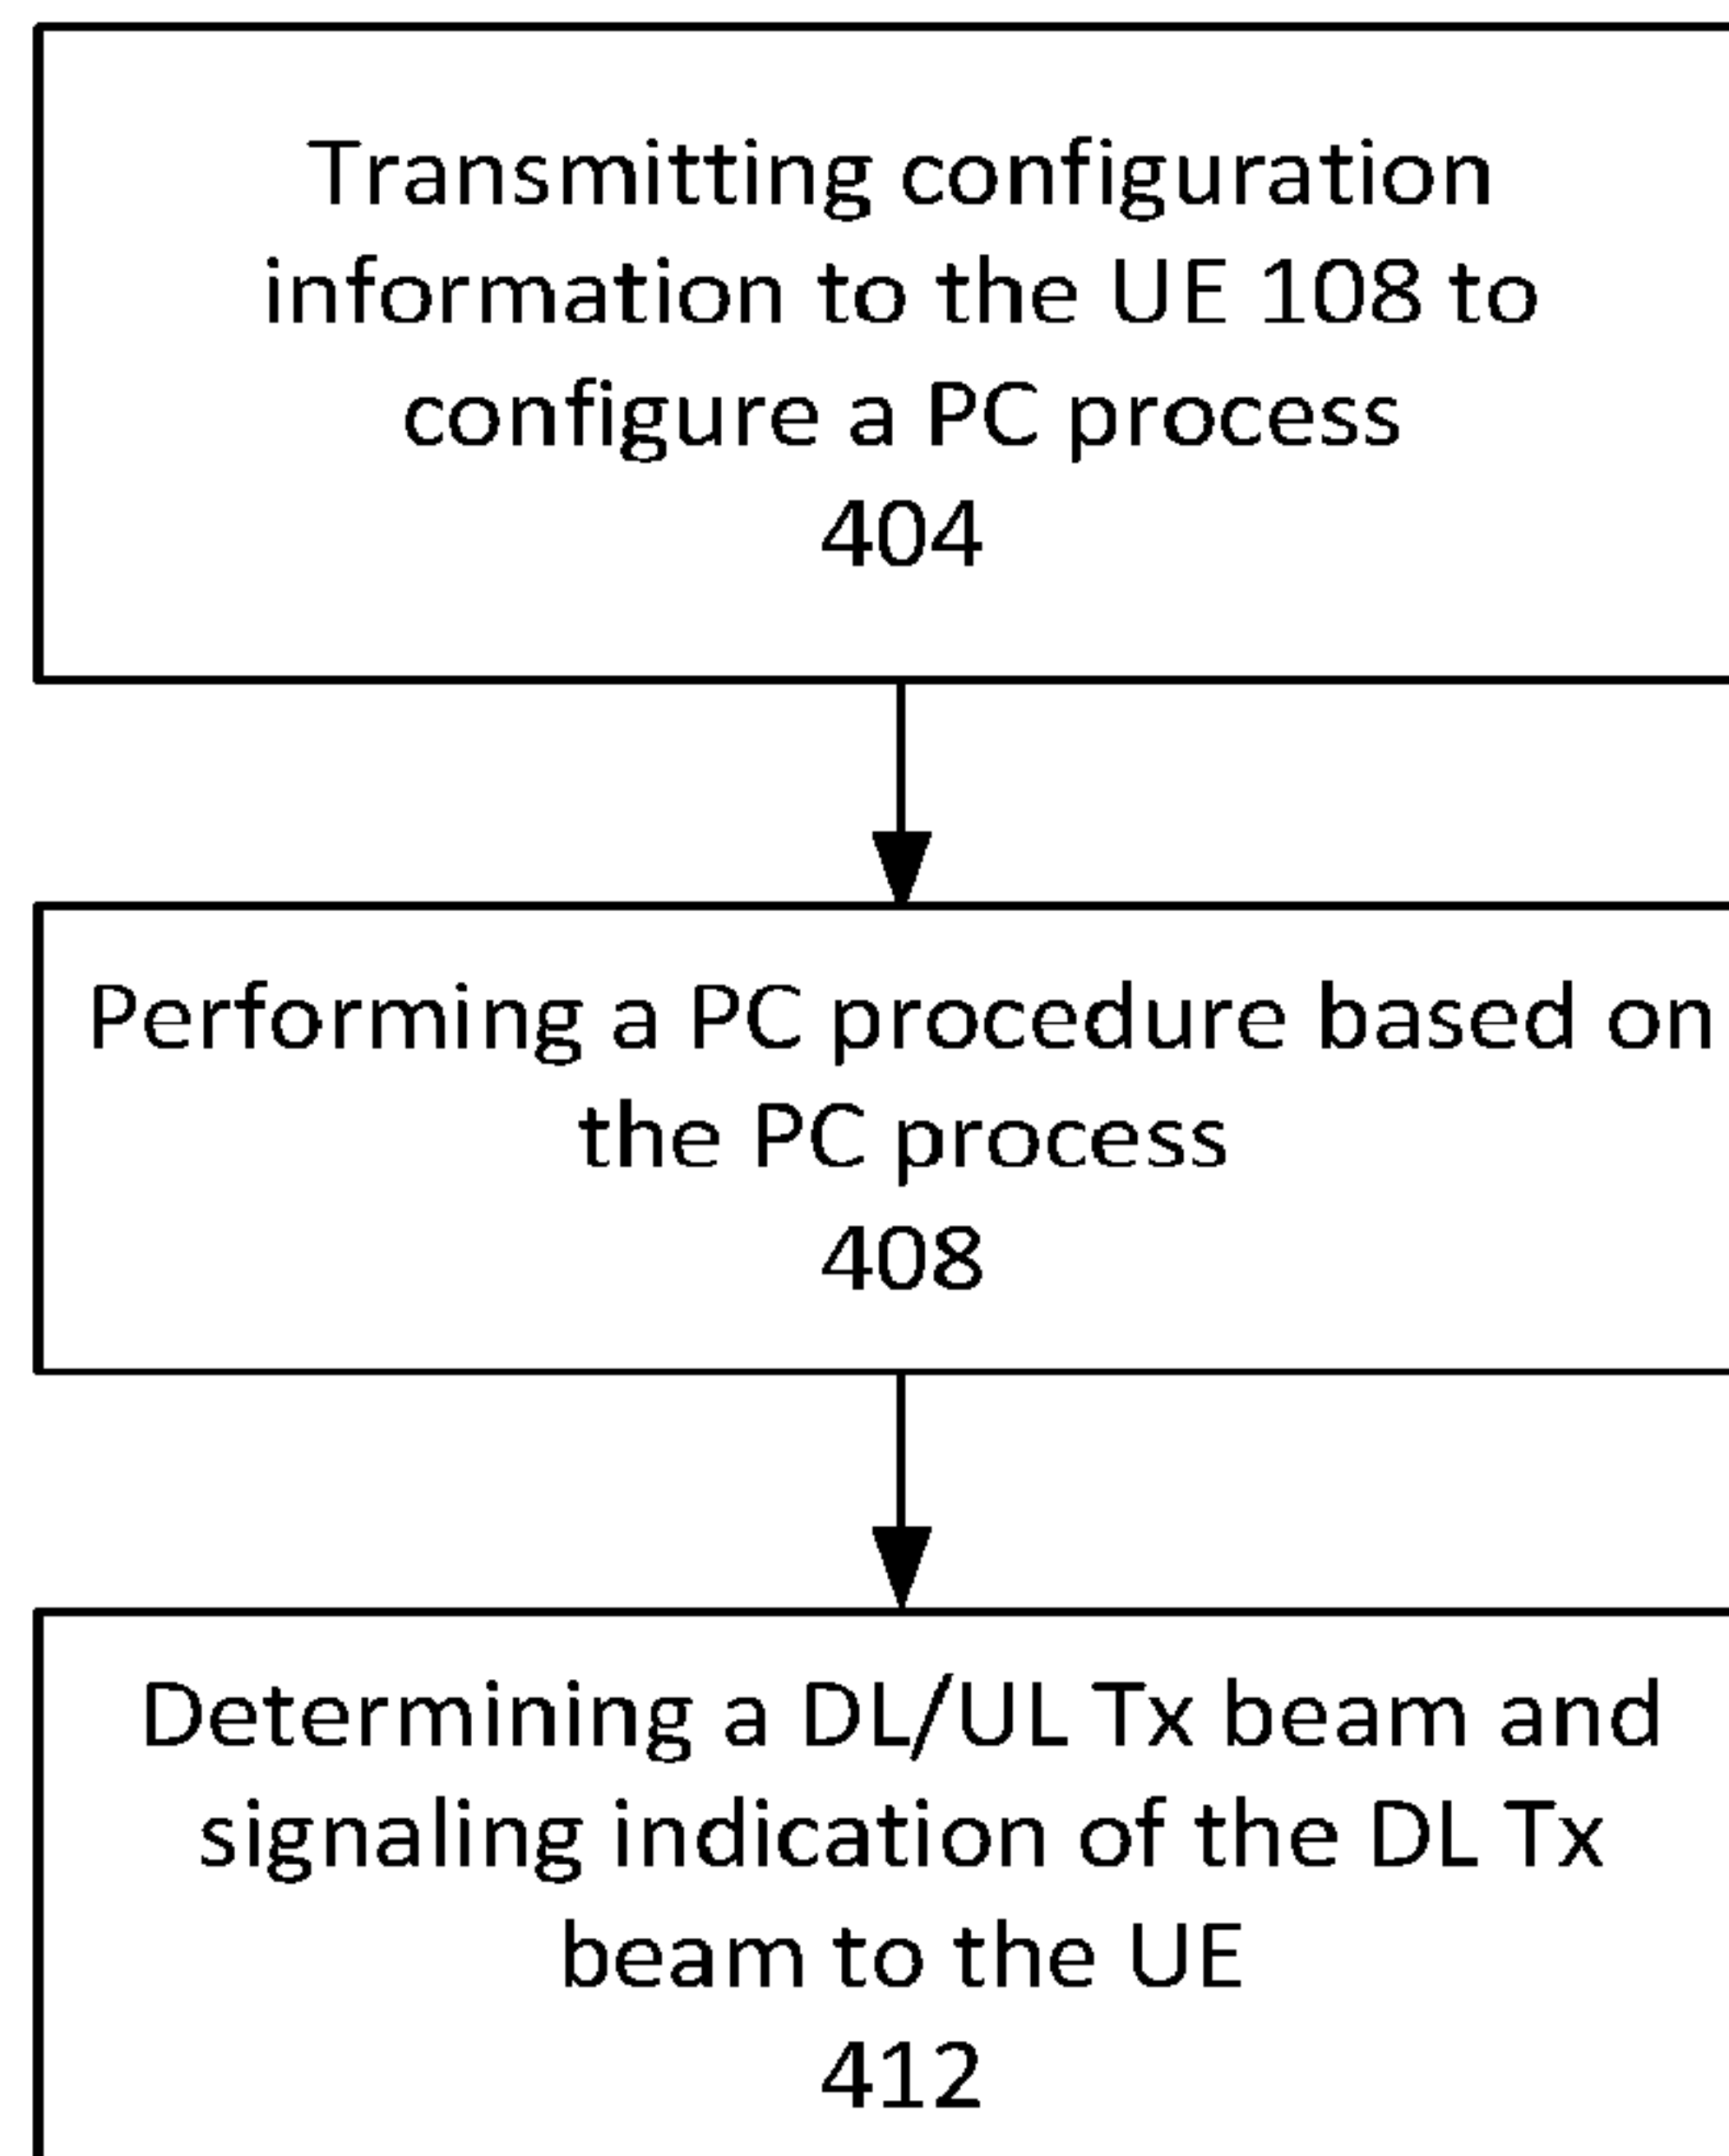 Transmitting configuration
information to the UE 108 to
configure a PC process
404
Performing a PC procedure based on
the PC process
408
Determining a DL/UL Tx beam and
signaling indication of the DL Tx
beam to the UE
412